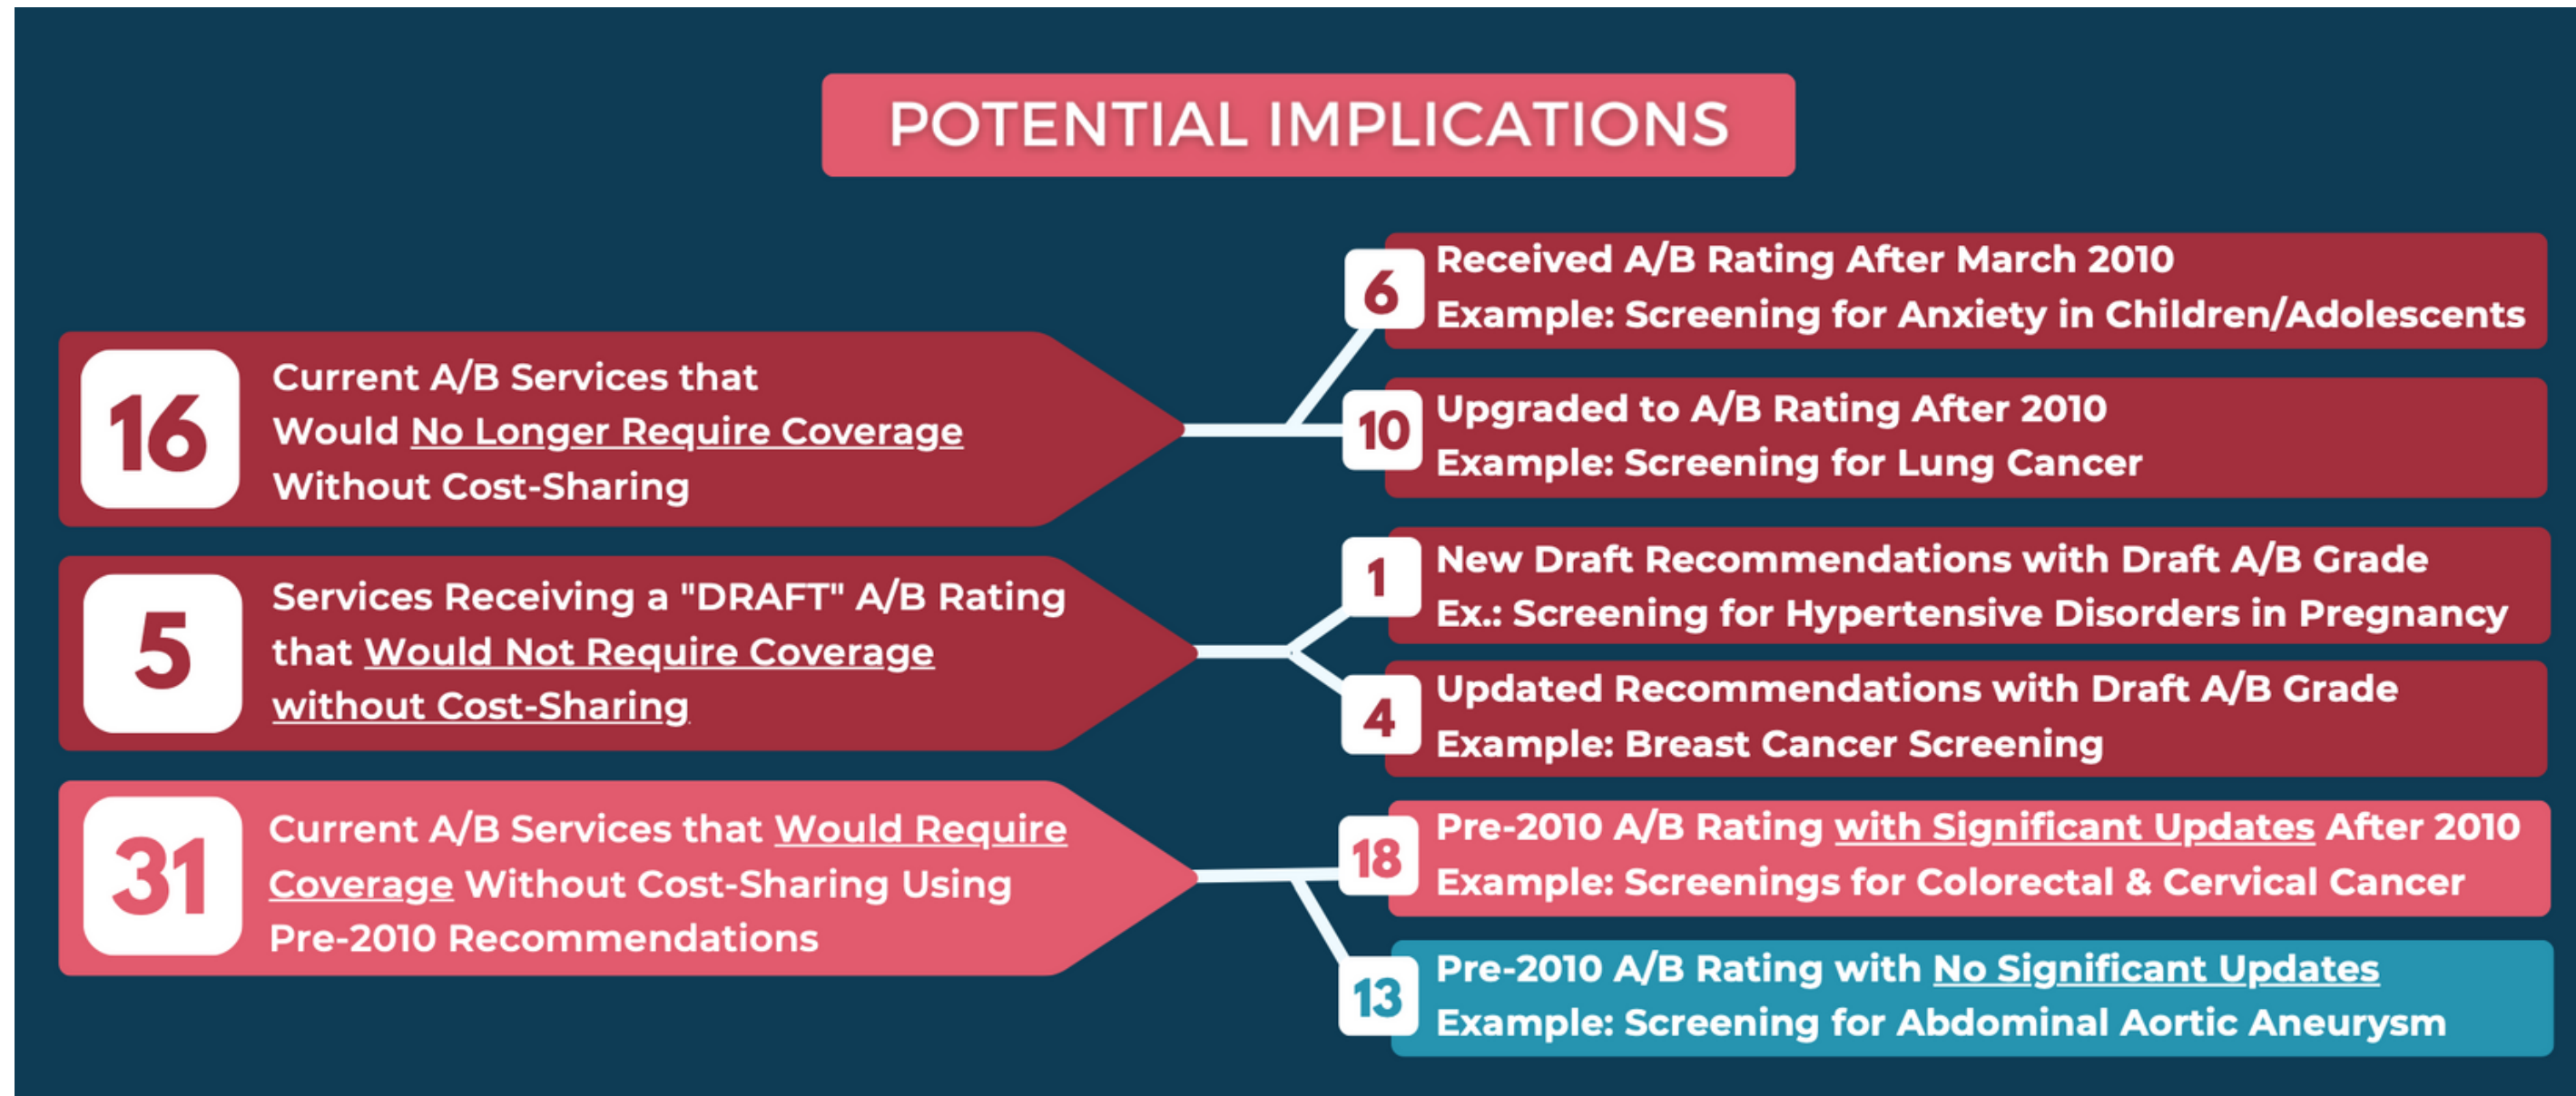 POTENTIAL IMPLICATIONS
16
Current A/B Services that
Would No Longer Require Coverage
Without Cost-Sharing
6
Received A/B Rating After March 2010
Example: Screening for Anxiety in Children/Adolescents
10
Upgraded to A/B Rating After 2010
Example: Screening for Lung Cancer
5
Services Receiving a "DRAFT" A/B Rating
that Would Not Require Coverage
without Cost-Sharing
1
New Draft Recommendations with Draft A/B Grade
Ex.: Screening for Hypertensive Disorders in Pregnancy
4
Updated Recommendations with Draft A/B Grade
Example: Breast Cancer Screening
31
Current A/B Services that Would Require
Coverage Without Cost-Sharing Using
Pre-2010 Recommendations
18
Pre-2010 A/B Rating with Significant Updates After 2010
Example: Screenings for Colorectal & Cervical Cancer
13
Pre-2010 A/B Rating with No Significant Updates
Example: Screening for Abdominal Aortic Aneurysm